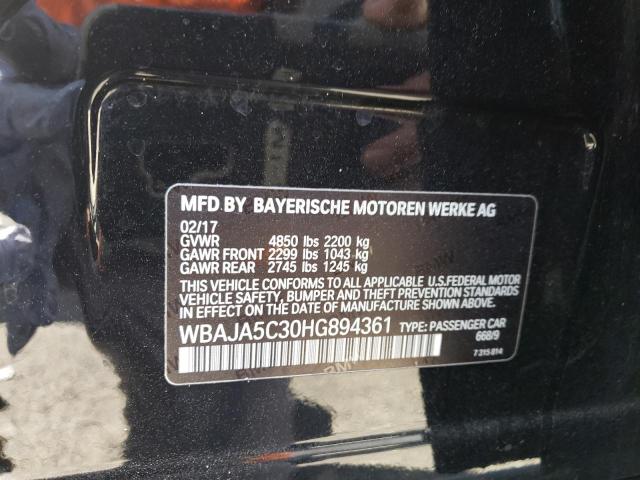 MFD BY BAYERISCHE MOTOREN WERKE AG
02/17
GVWR 4850 lbs 2200 kg
GAWR FRONT 2299 lbs 1043 kg
GAWR REAR 2745 lbs 1245 kg
THIS VEHICLE CONFORMS TO ALL APPLICABLE U.S.FEDERAL MOTOR
VEHICLE SAFETY, BUMPER AND THEFT PREVENTION STANDARDS
IN EFFECT ON THE DATE OF MANUFACTURE SHOWN ABOVE.
WBAJA5C30HG894361 TYPE: PASSENGER CAR
668/9
7 315 814